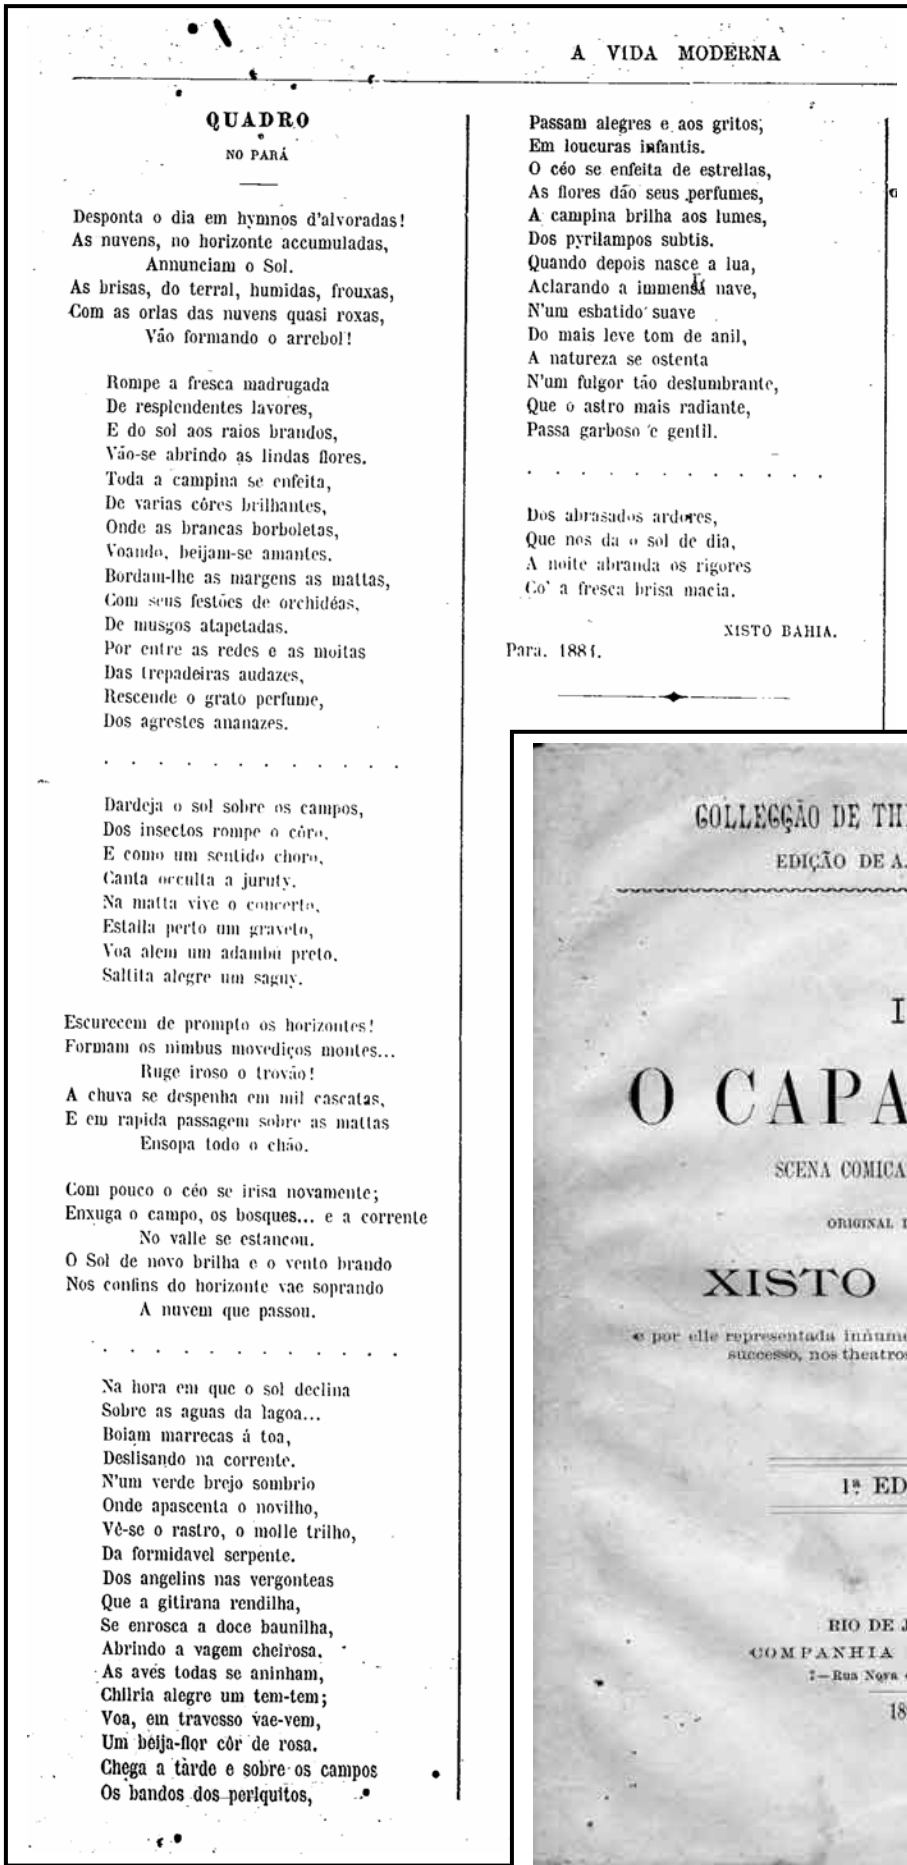 A VIDA MODERNA
QUADRO
NO PARÁ
Desponta o dia em hymnos d'alvoradas!
As nuvens, no horizonte accumuladas,
Annunciam o Sol.
As brisas, do terral, humidas, frouxas,
Com as orlas das nuvens quasi roxas,
Vão formando o arrebol!
Rompe a fresca madrugada
De resplendentes lavores,
E do sol aos raios brandos,
Vão-se abrindo as lindas flores.
Toda a campina se enfeita,
De varias côres brilhantes,
Onde as brancas borboletas,
Voando, beijam-se amantes.
Bordam-lhe as margens as mattas,
Com seus festões de orchidéas,
De musgos atapetadas.
Por entre as redes e as moitas
Das trepadeiras audazes,
Rescende o grato perfume,
Dos agrestes ananazes.
. . . . . . . . . . . .
Dardeja o sol sobre os campos,
Dos insectos rompe o côro,
E como um sentido choro,
Canta occulta a juruty.
Na matta vive o concerto,
Estalla perto um graveto,
Voa alem um adambú preto,
Saltita alegre um saguy.
Escurecem de prompto os horizontes!
Formam os nimbus movediços montes...
Ruge iroso o trovão!
A chuva se despenha em mil cascatas,
E em rapida passagem sobre as mattas
Ensopa todo o chão.
Com pouco o céo se irisa novamente;
Enxuga o campo, os bosques... e a corrente
No valle se estancou.
O Sol de novo brilha e o vento brando
Nos confins do horizonte vae soprando
A nuvem que passou.
. . . . . . . . . . . .
Na hora em que o sol declina
Sobre as aguas da lagoa...
Boiam marrecas á toa,
Deslisando na corrente.
N'um verde brejo sombrio
Onde apascenta o novilho,
Vê-se o rastro, o molle trilho,
Da formidavel serpente.
Dos angelins nas vergonteas
Que a gitirana rendilha,
Se enrosca a doce baunilha,
Abrindo a vagem cheirosa.
As aves todas se aninham,
Chilria alegre um tem-tem;
Voa, em travesso vae-vem,
Um beija-flor côr de rosa.
Chega a tarde e sobre os campos
Os bandos dos periquitos,
Passam alegres e aos gritos;
Em loucuras infantis.
O céo se enfeita de estrellas,
As flores dão seus perfumes,
A campina brilha aos lumes,
Dos pyrilampos subtis.
Quando depois nasce a lua,
Aclarando a immensa nave,
N'um esbatido suave
Do mais leve tom de anil,
A natureza se ostenta
N'um fulgor tão deslumbrante,
Que o astro mais radiante,
Passa garboso e gentil.
. . . . . . . . . . . .
Dos abrasados ardores,
Que nos da o sol de dia,
A noite abranda os rigores
Co' a fresca brisa macia.
XISTO BAHIA.
Para. 1881.
COLLECÇÃO DE TH
EDIÇÃO DE A.
O CAPA
SCENA COMICA
ORIGINAL
XISTO
e por elle representada innume
successo, nos theatros
1ª ED
RIO DE J
COMPANHIA
7—Rua Nova
18